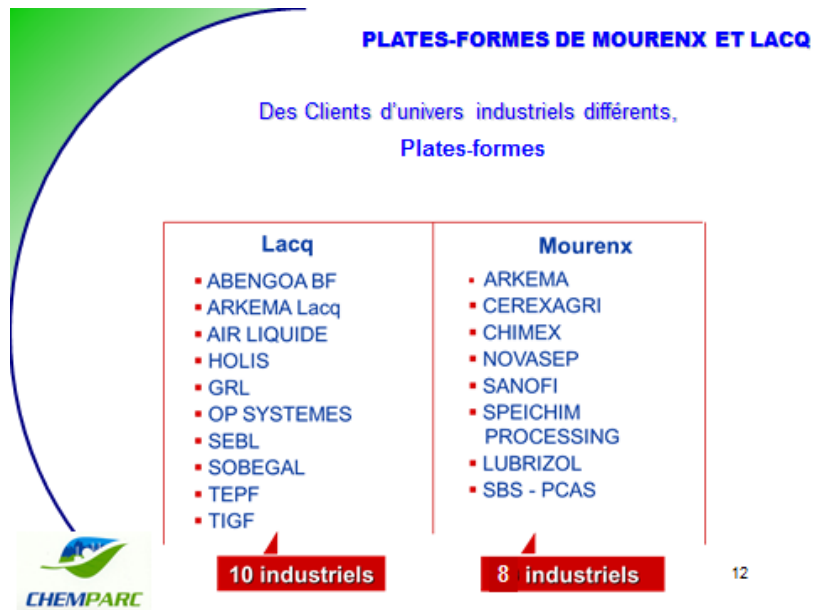 PLATES-FORMES DE MOURENX ET LACQ
Des Clients d'univers industriels différents,
Plates-formes
Lacq
▪ ABENGOA BF
▪ ARKEMA Lacq
▪ AIR LIQUIDE
▪ HOLIS
▪ GRL
▪ OP SYSTEMES
▪ SEBL
▪ SOBEGAL
▪ TEPF
▪ TIGF
10 industriels
Mourenx
▪ ARKEMA
▪ CEREXAGRI
▪ CHIMEX
▪ NOVASEP
▪ SANOFI
▪ SPEICHIM
PROCESSING
▪ LUBRIZOL
▪ SBS - PCAS
8 industriels
12
CHEMPARC